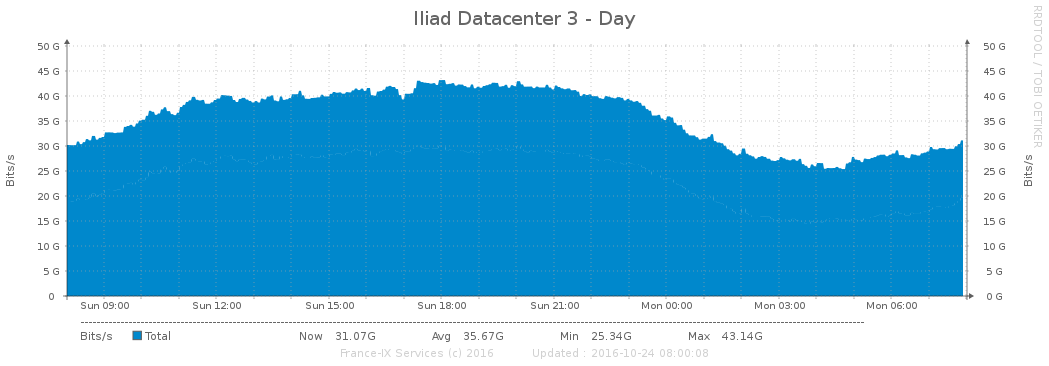 Iliad Datacenter 3 - Day
RRDTOOL / TOBI OETIKER
50 G 50 G
45 G 45 G
40 G 40 G
35 G 35 G
30 G 30 G
25 G 25 G
20 G 20 G
15 G 15 G
10 G 10 G
5 G 5 G
0 0 G
Bits/s Bits/s
Sun 09:00 Sun 12:00 Sun 15:00 Sun 18:00 Sun 21:00 Mon 00:00 Mon 03:00 Mon 06:00
Bits/s Total Now 31.07G Avg 35.67G Min 25.34G Max 43.14G
France-IX Services (c) 2016 Updated : 2016-10-24 08:00:08